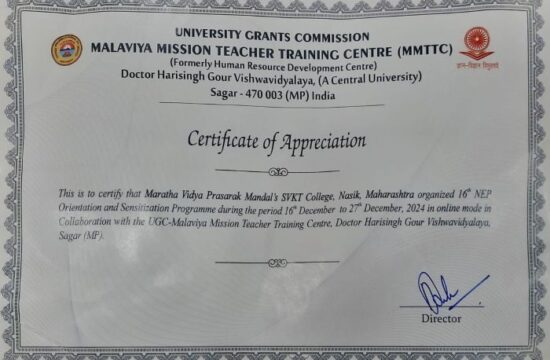 UNIVERSITY GRANTS COMMISSION
MALAVIYA MISSION TEACHER TRAINING CENTRE (MMTTC)
(Formerly Human Resource Development Centre)
Doctor Harisingh Gour Vishwavidyalaya, (A Central University)
Sagar - 470 003 (MP) India
ज्ञान-विज्ञान विमुक्तये
Certificate of Appreciation
This is to certify that Maratha Vidya Prasarak Mandal's SVKT College, Nasik, Maharashtra organized 16th NEP
Orientation and Sensitization Programme during the period 16th December to 27th December, 2024 in online mode in
Collaboration with the UGC-Malaviya Mission Teacher Training Centre, Doctor Harisingh Gour Vishwavidyalaya,
Sagar (MP).
Director